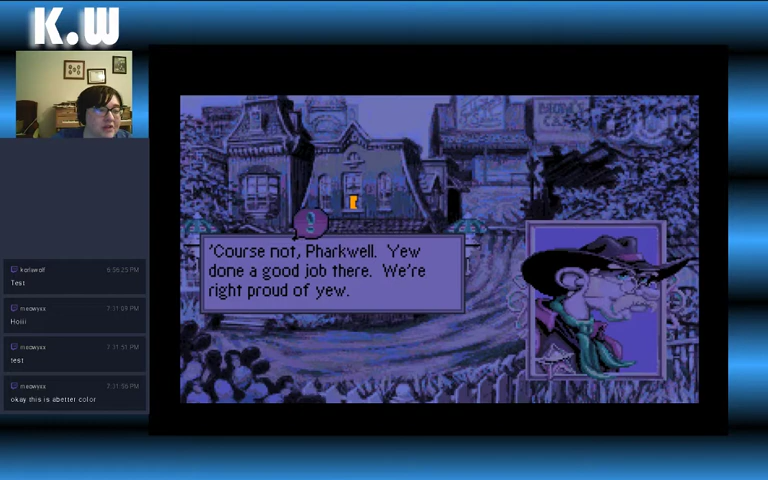 K.W
'Course not, Pharkwell. Yew
done a good job there. We're
right proud of yew.
korlwolf 6:56:25 PM
Test
meowyxx 7:31:09 PM
Hoiii
meowyxx 7:31:51 PM
test
meowyxx 7:31:56 PM
okay this is abetter color
MOM'S